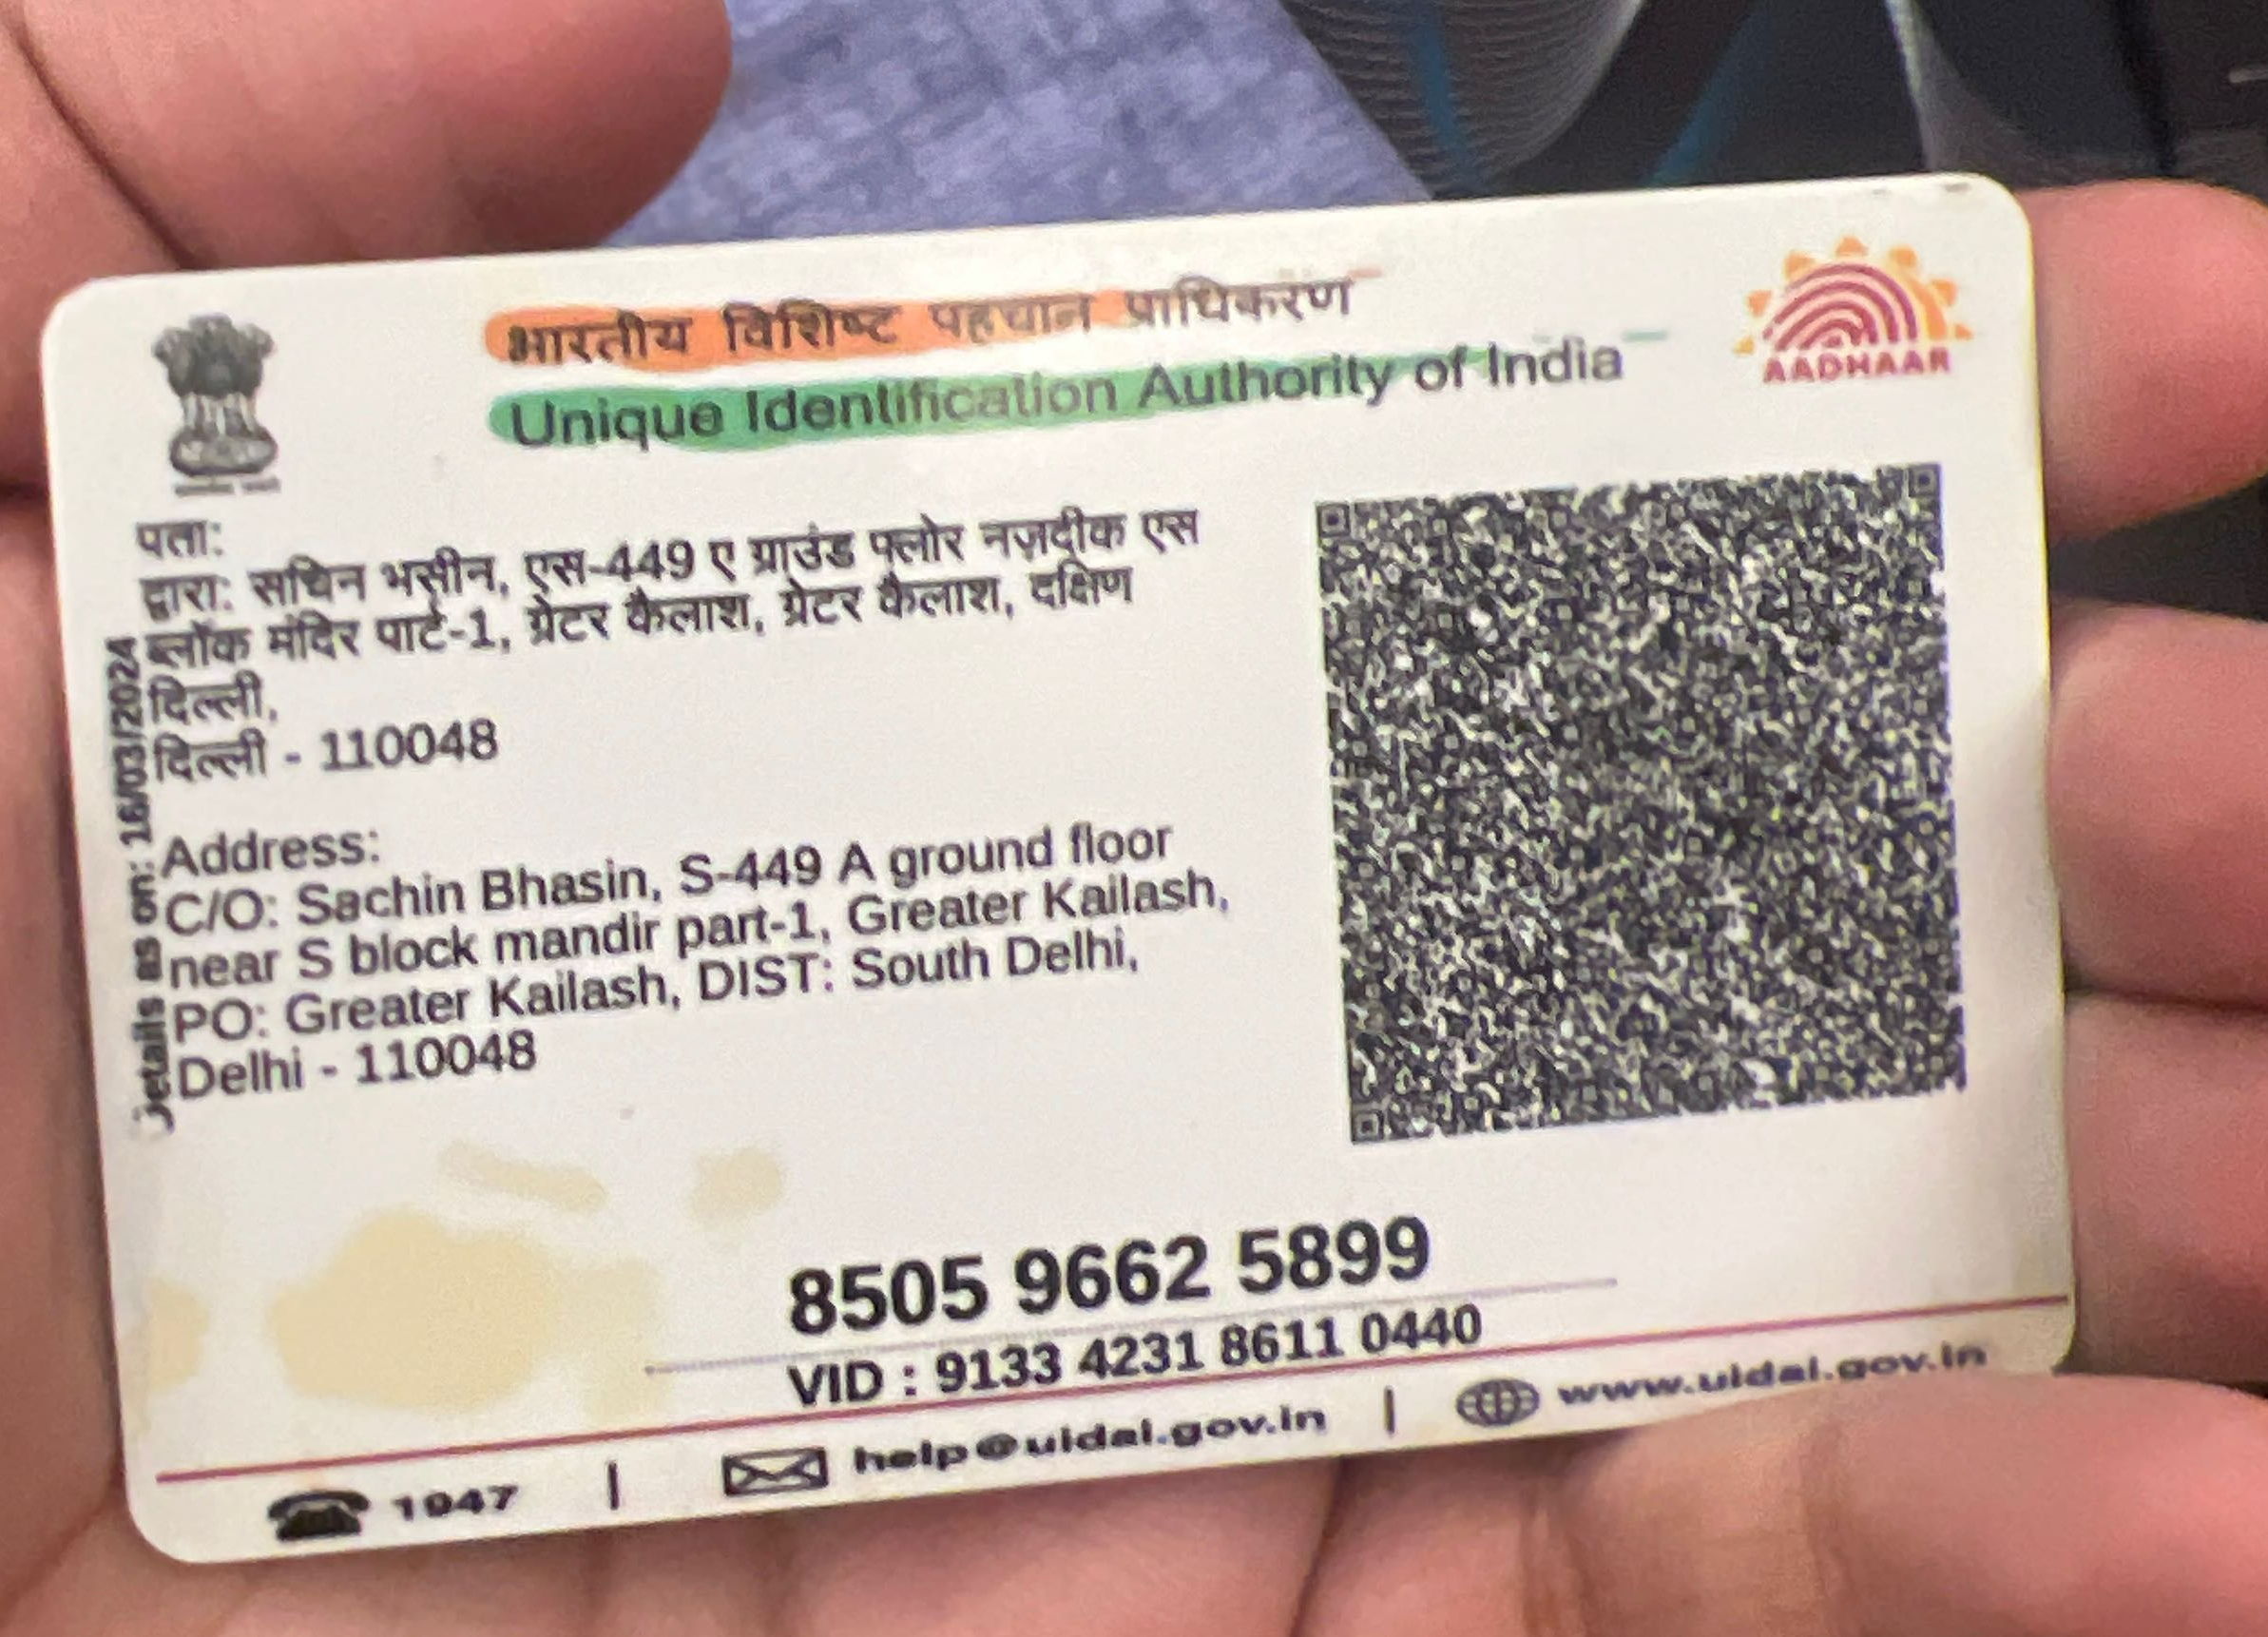 भारतीय विशिष्ट पहचान प्राधिकरण
Unique Identification Authority of India
AADHAAR
पता:
द्वारा: सचिन भसीन, एस-449 ए ग्राउंड फ्लोर नज़दीक एस
ब्लॉक मंदिर पार्ट-1, ग्रेटर कैलाश, ग्रेटर कैलाश, दक्षिण
दिल्ली,
दिल्ली - 110048
Address:
C/O: Sachin Bhasin, S-449 A ground floor
near S block mandir part-1, Greater Kailash,
PO: Greater Kailash, DIST: South Delhi,
Delhi - 110048
Details as on: 16/03/2024
8505 9662 5899
VID : 9133 4231 8611 0440
1947 | help@uidai.gov.in | www.uidai.gov.in